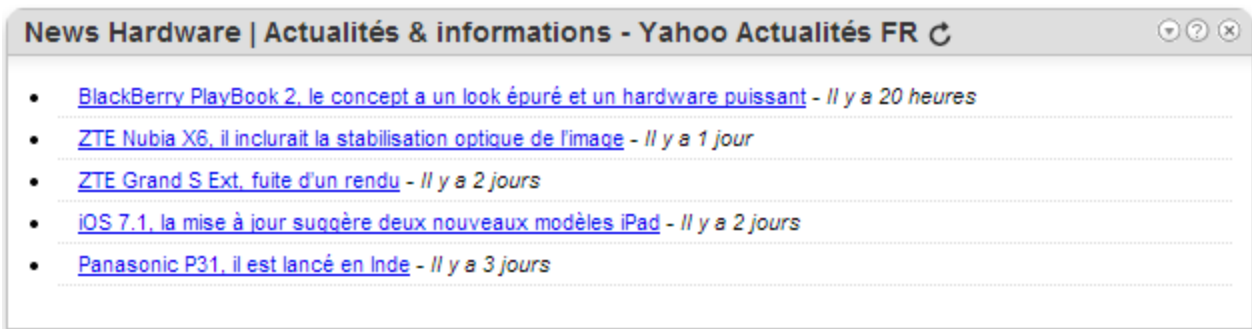 News Hardware | Actualités & informations - Yahoo Actualités FR
BlackBerry PlayBook 2, le concept a un look épuré et un hardware puissant - Il y a 20 heures
ZTE Nubia X6, il inclurait la stabilisation optique de l'image - Il y a 1 jour
ZTE Grand S Ext, fuite d'un rendu - Il y a 2 jours
iOS 7.1, la mise à jour suggère deux nouveaux modèles iPad - Il y a 2 jours
Panasonic P31, il est lancé en Inde - Il y a 3 jours